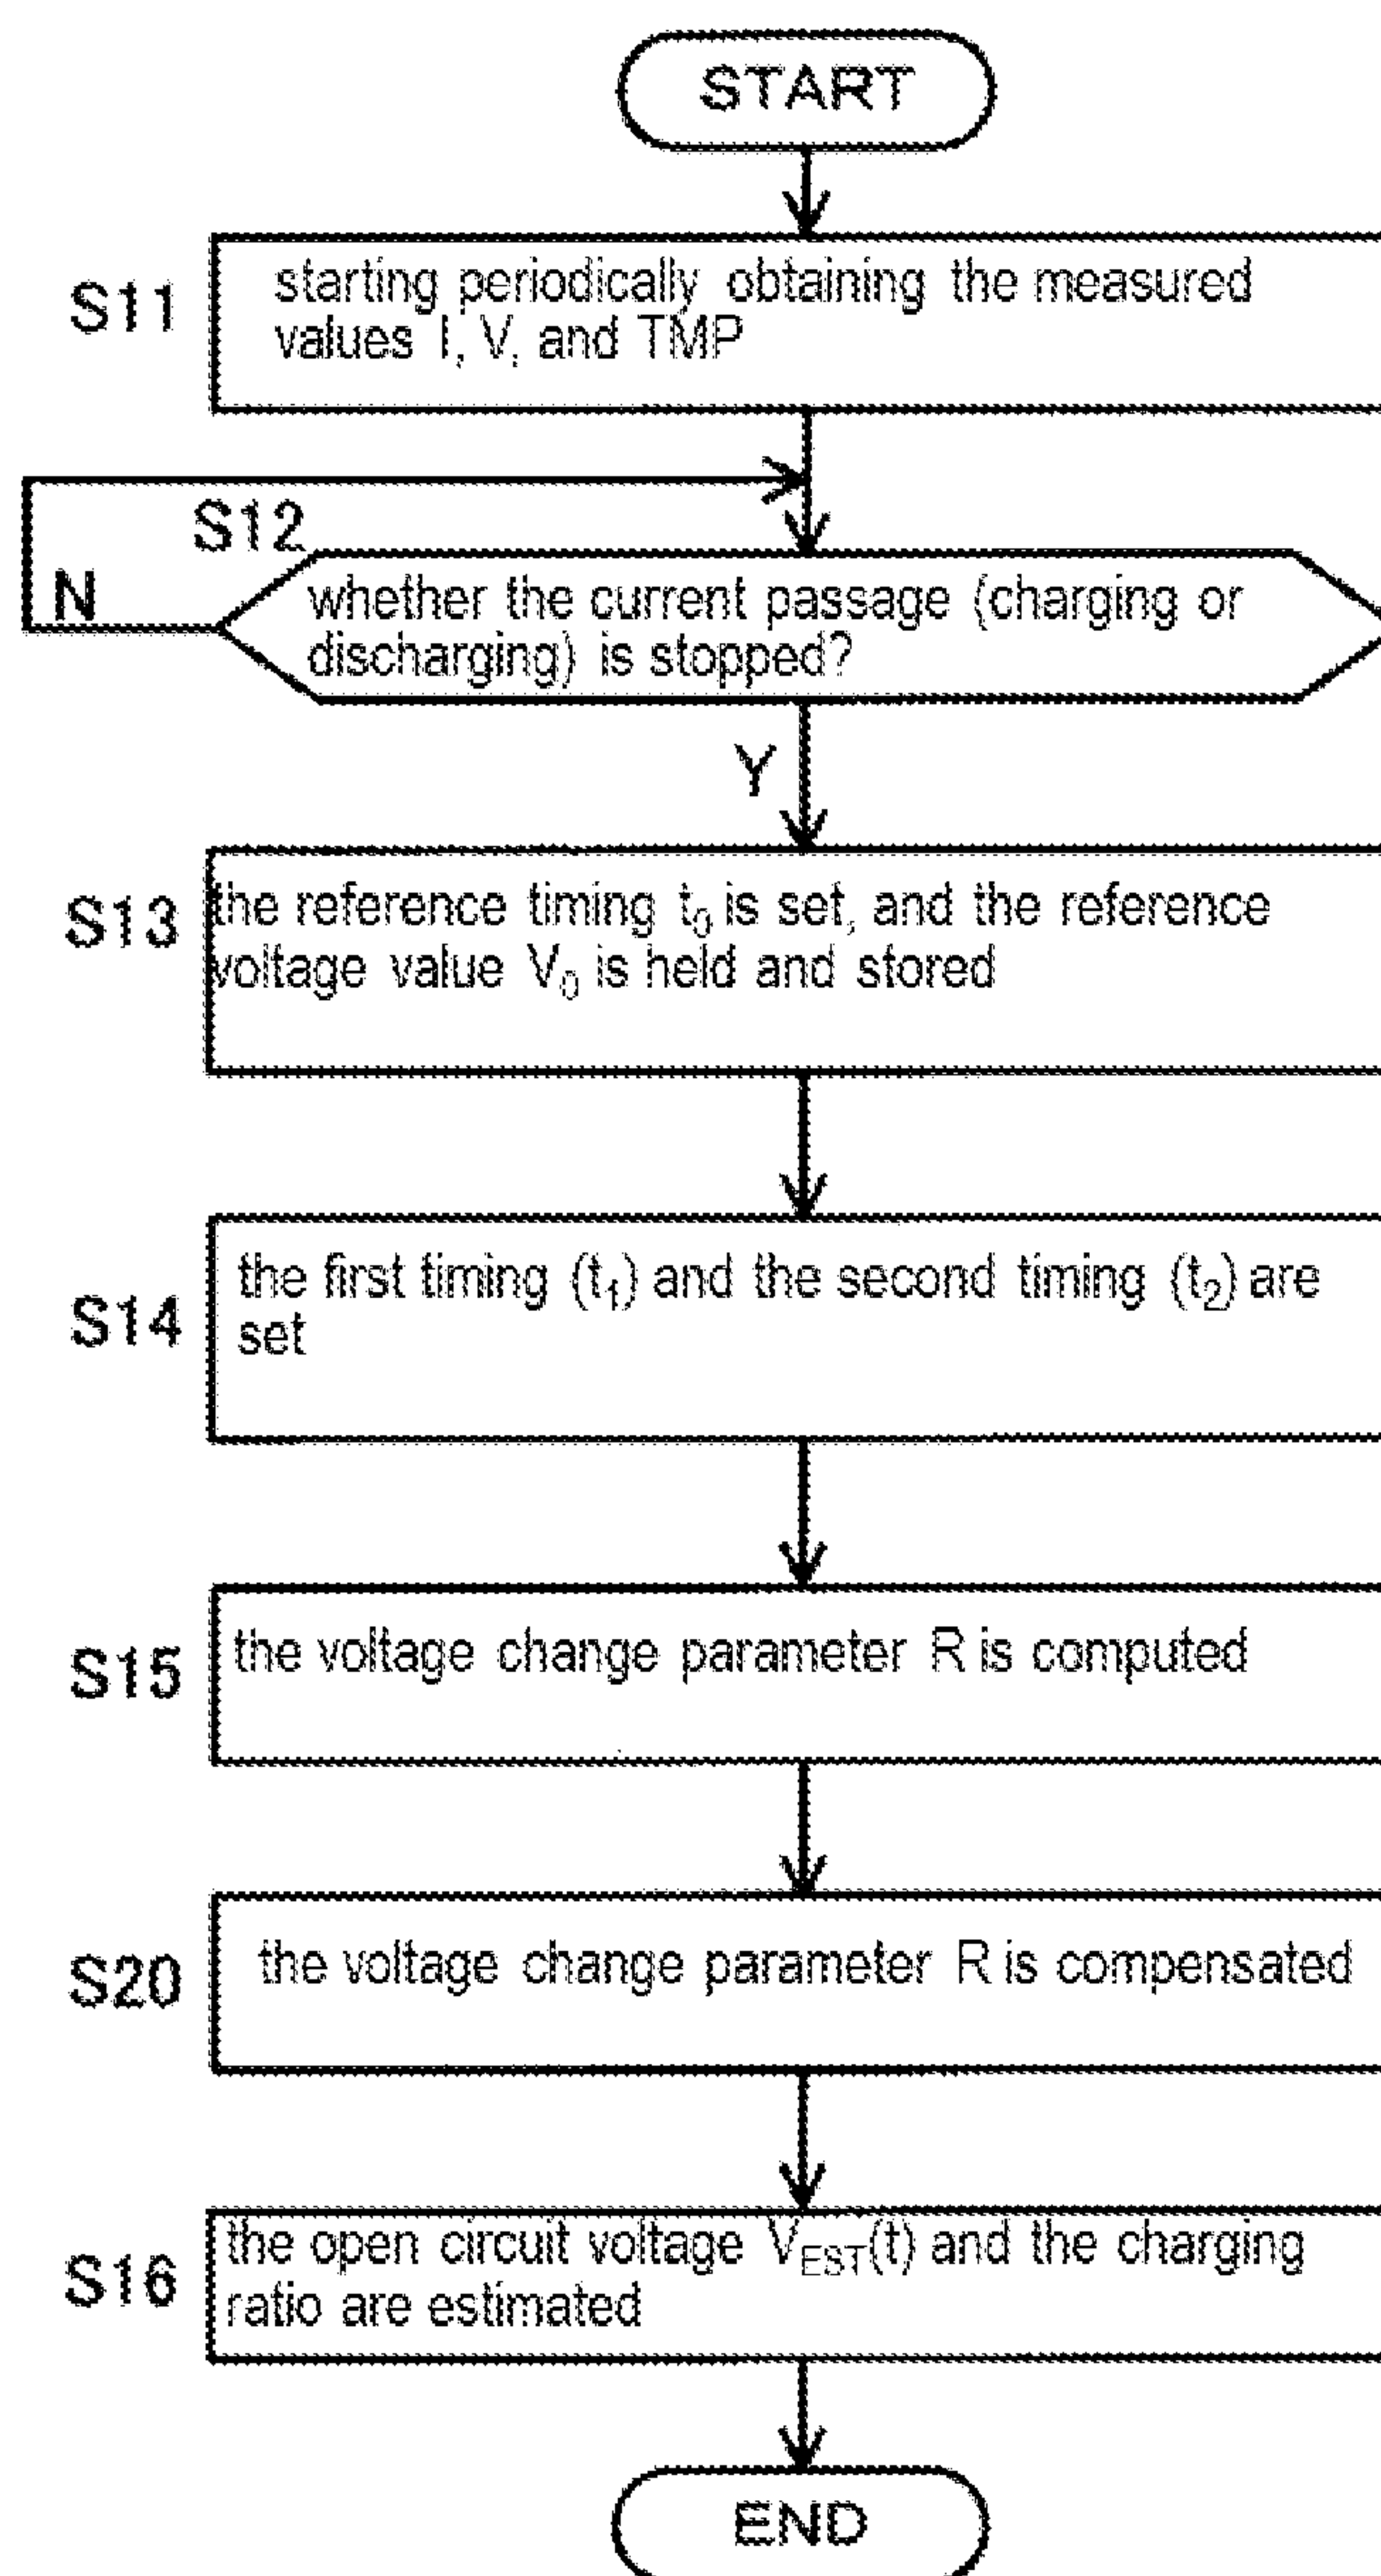 START
S11
starting periodically obtaining the measured
values I, V, and TMP
S12
N
whether the current passage (charging or
discharging) is stopped?
Y
S13
the reference timing t₀ is set, and the reference
voltage value V₀ is held and stored
S14
the first timing (t₁) and the second timing (t₂) are
set
S15
the voltage change parameter R is computed
S20
the voltage change parameter R is compensated
S16
the open circuit voltage V_EST(t) and the charging
ratio are estimated
END